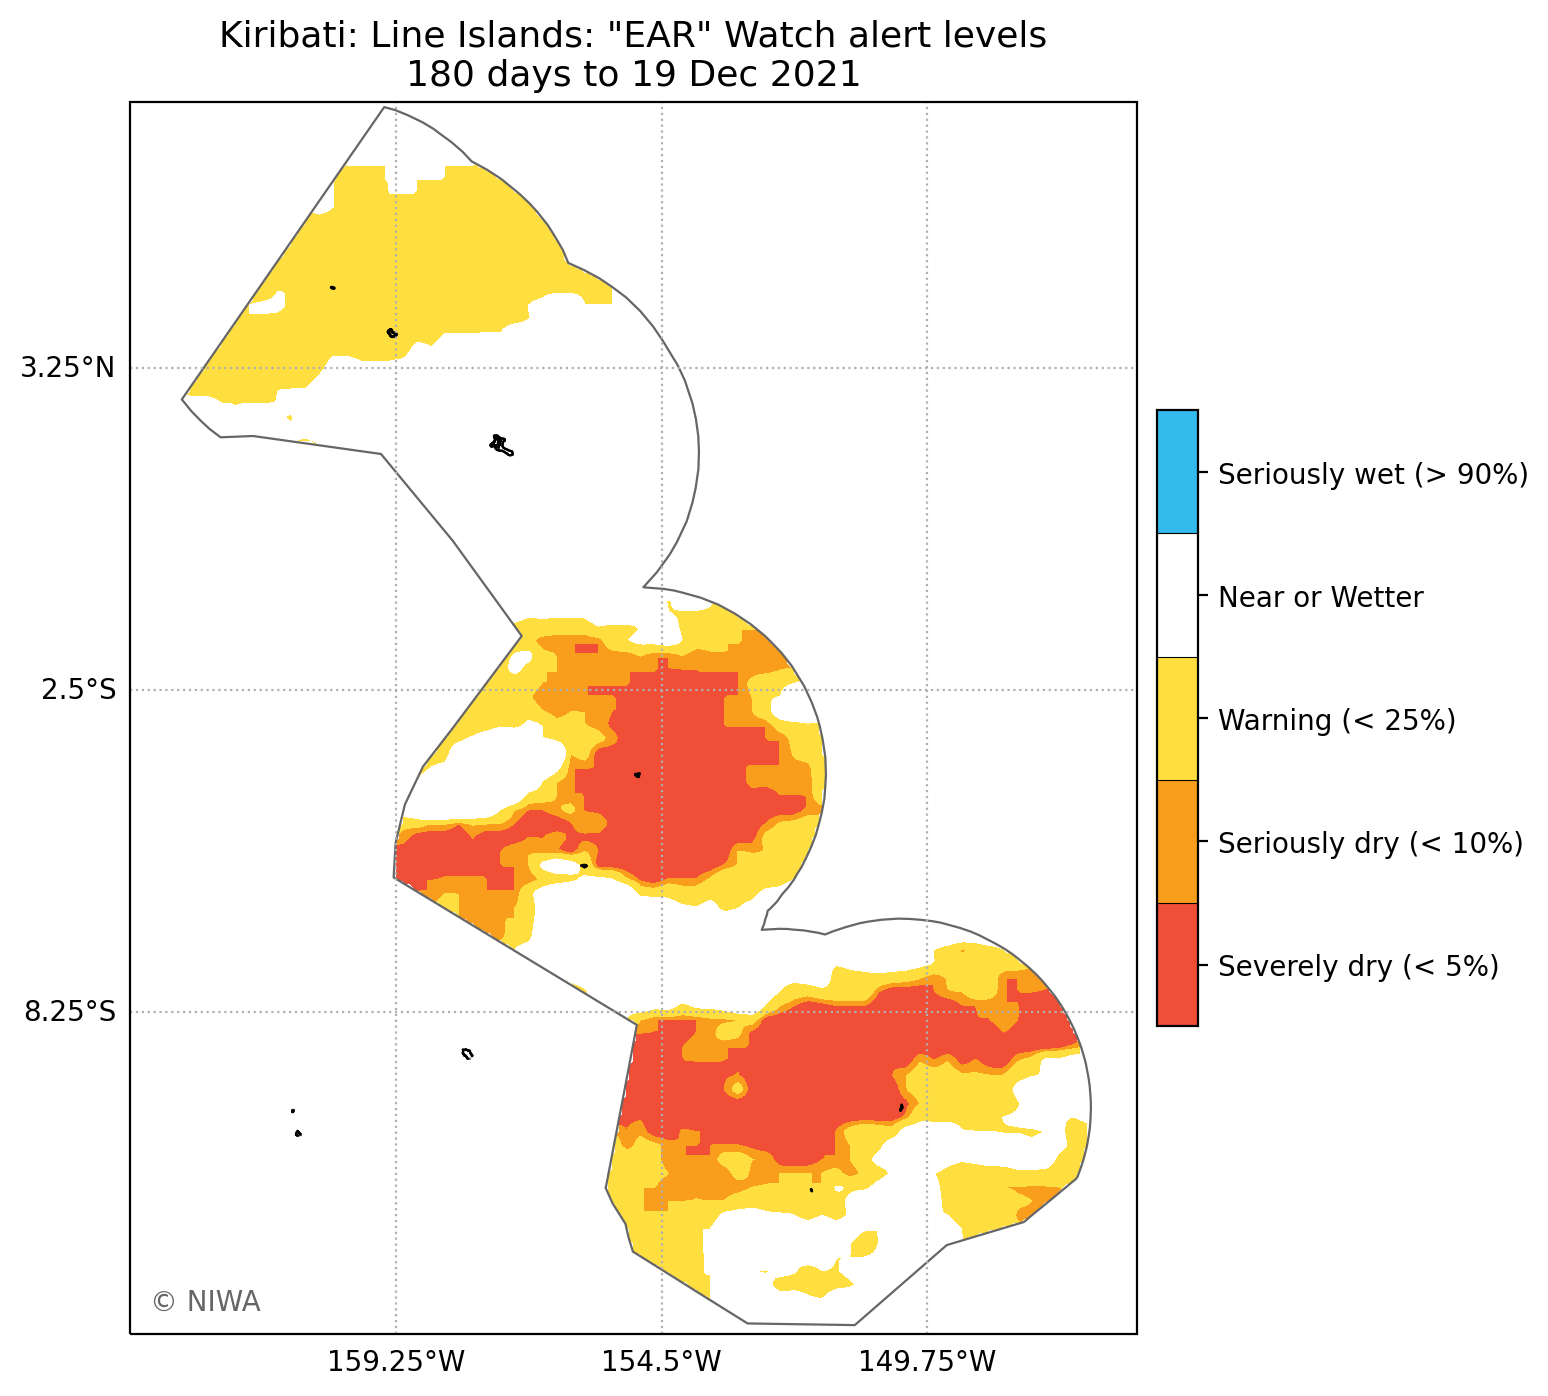 Kiribati: Line Islands: "EAR" Watch alert levels
180 days to 19 Dec 2021
3.25°N
2.5°S
8.25°S
159.25°W
154.5°W
149.75°W
© NIWA
Seriously wet (> 90%)
Near or Wetter
Warning (< 25%)
Seriously dry (< 10%)
Severely dry (< 5%)